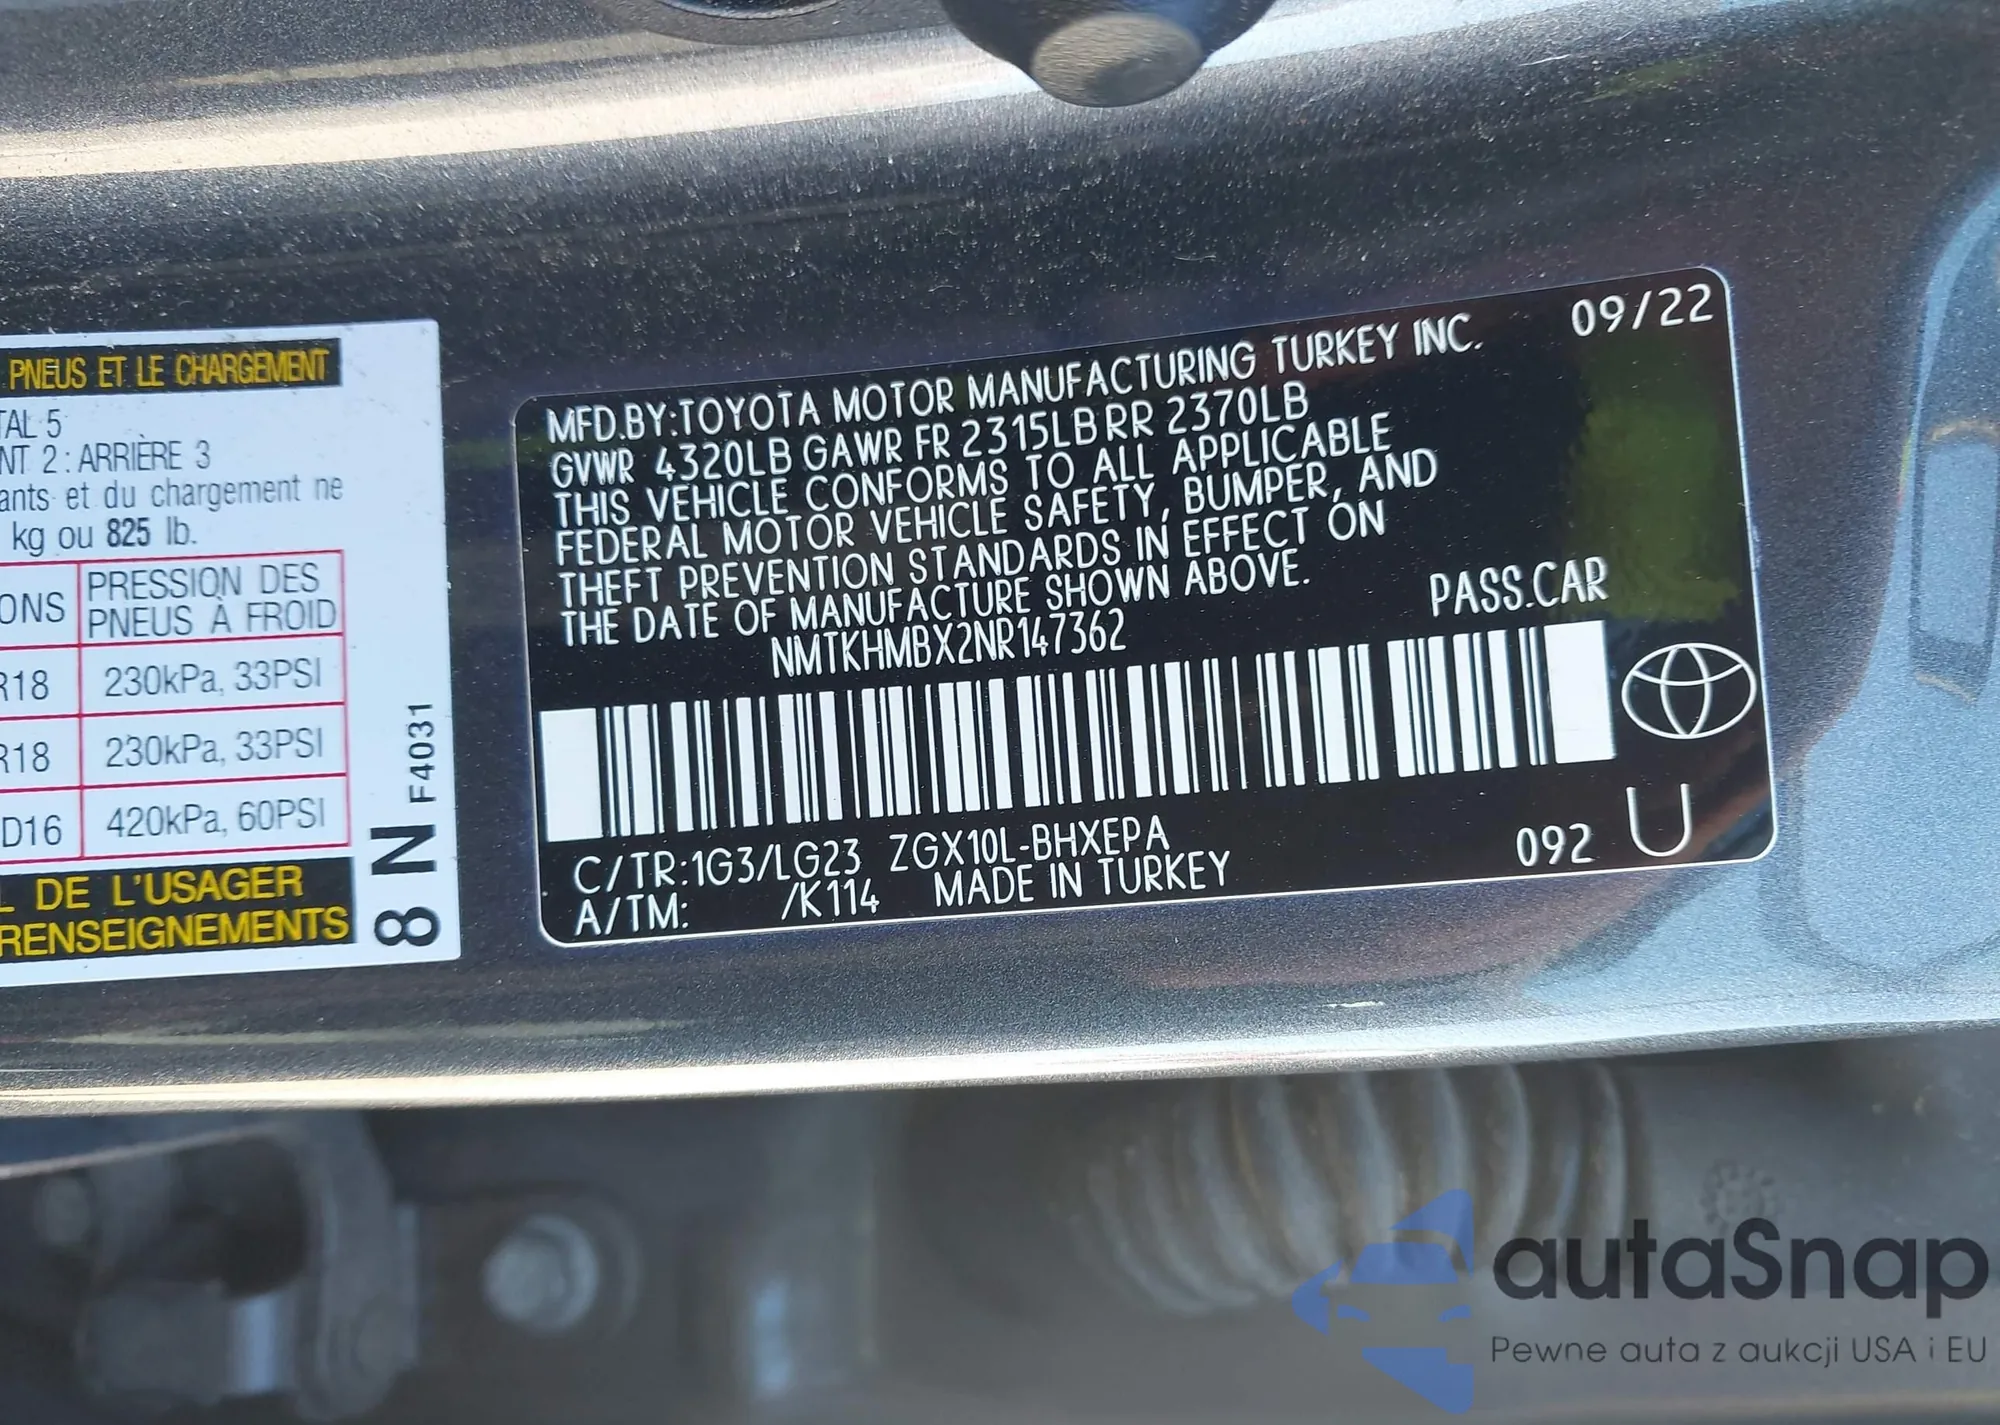 PNEUS ET LE CHARGEMENT
TAL 5
NT 2 : ARRIÈRE 3
ants et du chargement ne
kg ou 825 lb.
ONS PRESSION DES
PNEUS À FROID
R18 230kPa, 33PSI
R18 230kPa, 33PSI
D16 420kPa, 60PSI
L DE L'USAGER
RENSEIGNEMENTS
8 N F4031
09/22
MFD.BY:TOYOTA MOTOR MANUFACTURING TURKEY INC.
GVWR 4320LB GAWR FR 2315LB RR 2370LB
THIS VEHICLE CONFORMS TO ALL APPLICABLE
FEDERAL MOTOR VEHICLE SAFETY, BUMPER, AND
THEFT PREVENTION STANDARDS IN EFFECT ON
THE DATE OF MANUFACTURE SHOWN ABOVE.
NMTKHMBX2NR147362 PASS.CAR
C/TR:1G3/LG23 ZGX10L-BHXEPA 092 U
A/TM: /K114 MADE IN TURKEY
autaSnap
Pewne auta z aukcji USA i EU